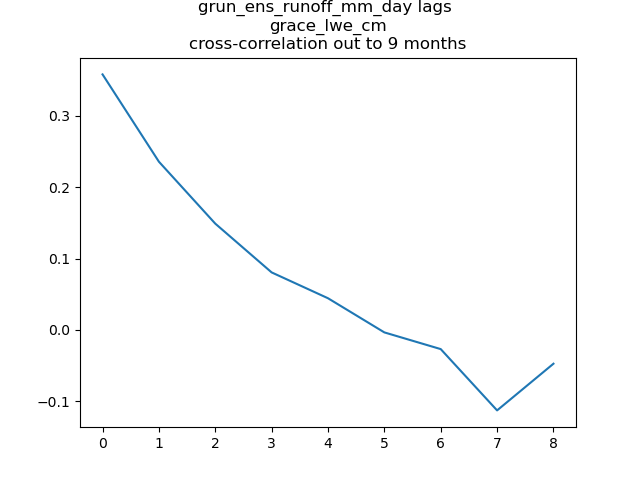 grun_ens_runoff_mm_day lags
grace_lwe_cm
cross-correlation out to 9 months
0.3
0.2
0.1
0.0
−0.1
0 1 2 3 4 5 6 7 8